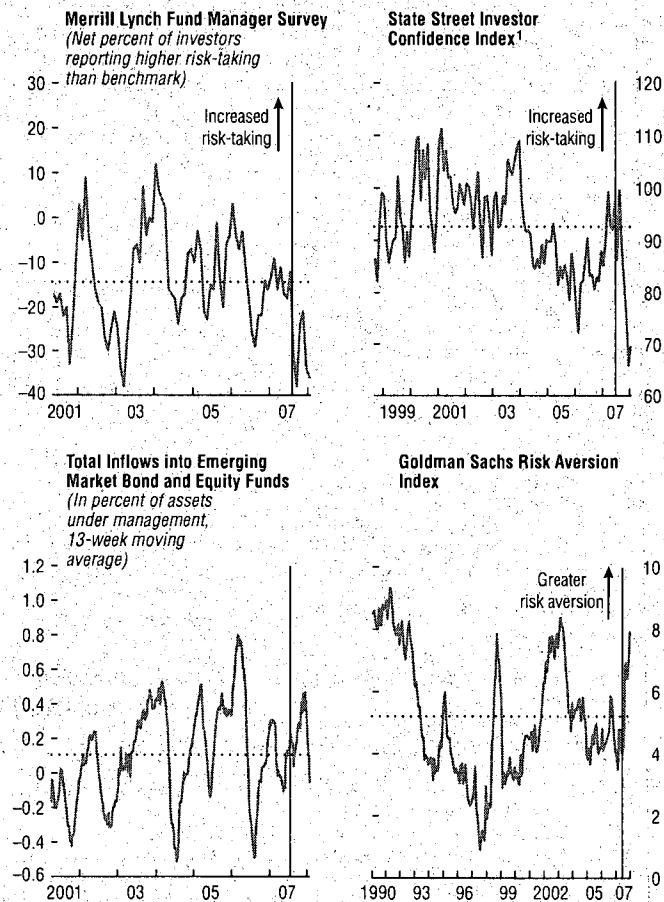 Merrill Lynch Fund Manager Survey
(Net percent of investors
reporting higher risk-taking
than benchmark)
30
20
10
0
−10
−20
−30
−40
Increased
risk-taking
2001 03 05 07
State Street Investor
Confidence Index1
120
110
100
90
80
70
60
Increased
risk-taking
1999 2001 03 05 07
Total Inflows into Emerging
Market Bond and Equity Funds
(In percent of assets
under management,
13-week moving
average)
1.2
1.0
0.8
0.6
0.4
0.2
0
−0.2
−0.4
−0.6
2001 03 05 07
Goldman Sachs Risk Aversion
Index
10
8
6
4
2
0
Greater
risk aversion
1990 93 96 99 2002 05 07